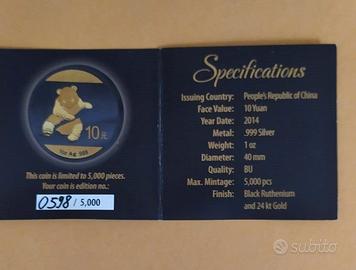 10元
1oz Ag .999
This coin is limited to 5,000 pieces.
Your coin is edition no.:
0598 / 5,000
Specifications
Issuing Country: People's Republic of China
Face Value: 10 Yuan
Year Date: 2014
Metal: .999 Silver
Weight: 1 oz
Diameter: 40 mm
Quality: BU
Max. Mintage: 5,000 pcs
Finish: Black Ruthenium
and 24 kt Gold
subito